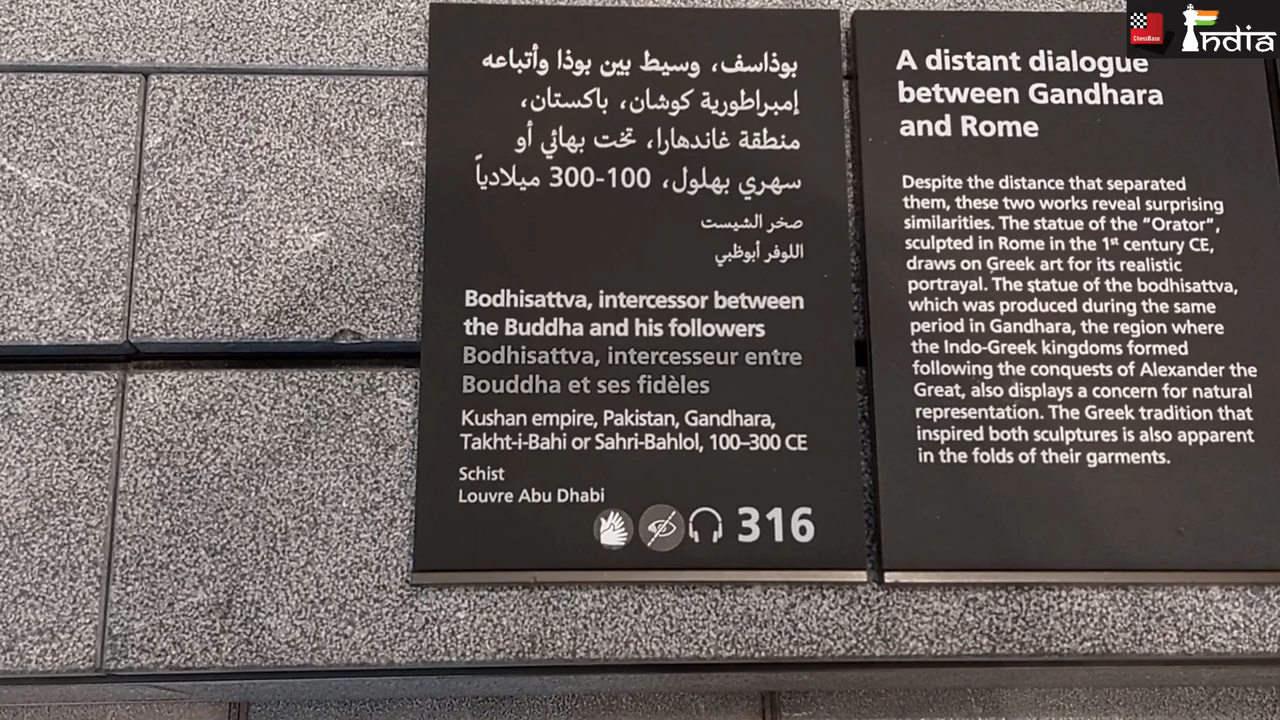 بوذاسف، وسيط بين بوذا وأتباعه
إمبراطورية كوشان، باكستان،
منطقة غاندهارا، تخت بهائي أو
سهري بهلول، 100-300 ميلادياً
صخر الشيست
اللوفر أبوظبي
Bodhisattva, intercessor between
the Buddha and his followers
Bodhisattva, intercesseur entre
Bouddha et ses fidèles
Kushan empire, Pakistan, Gandhara,
Takht-i-Bahi or Sahri-Bahlol, 100–300 CE
Schist
Louvre Abu Dhabi
316
A distant dialogue
between Gandhara
and Rome
Despite the distance that separated
them, these two works reveal surprising
similarities. The statue of the “Orator”,
sculpted in Rome in the 1st century CE,
draws on Greek art for its realistic
portrayal. The statue of the bodhisattva,
which was produced during the same
period in Gandhara, the region where
the Indo-Greek kingdoms formed
following the conquests of Alexander the
Great, also displays a concern for natural
representation. The Greek tradition that
inspired both sculptures is also apparent
in the folds of their garments.
ChessBase
India